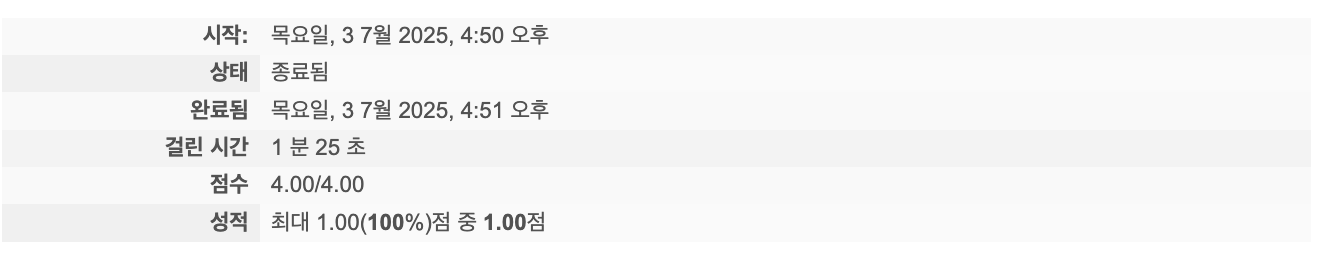 시작: 목요일, 3 7월 2025, 4:50 오후
상태 종료됨
완료됨 목요일, 3 7월 2025, 4:51 오후
걸린 시간 1 분 25 초
점수 4.00/4.00
성적 최대 1.00(100%)점 중 1.00점